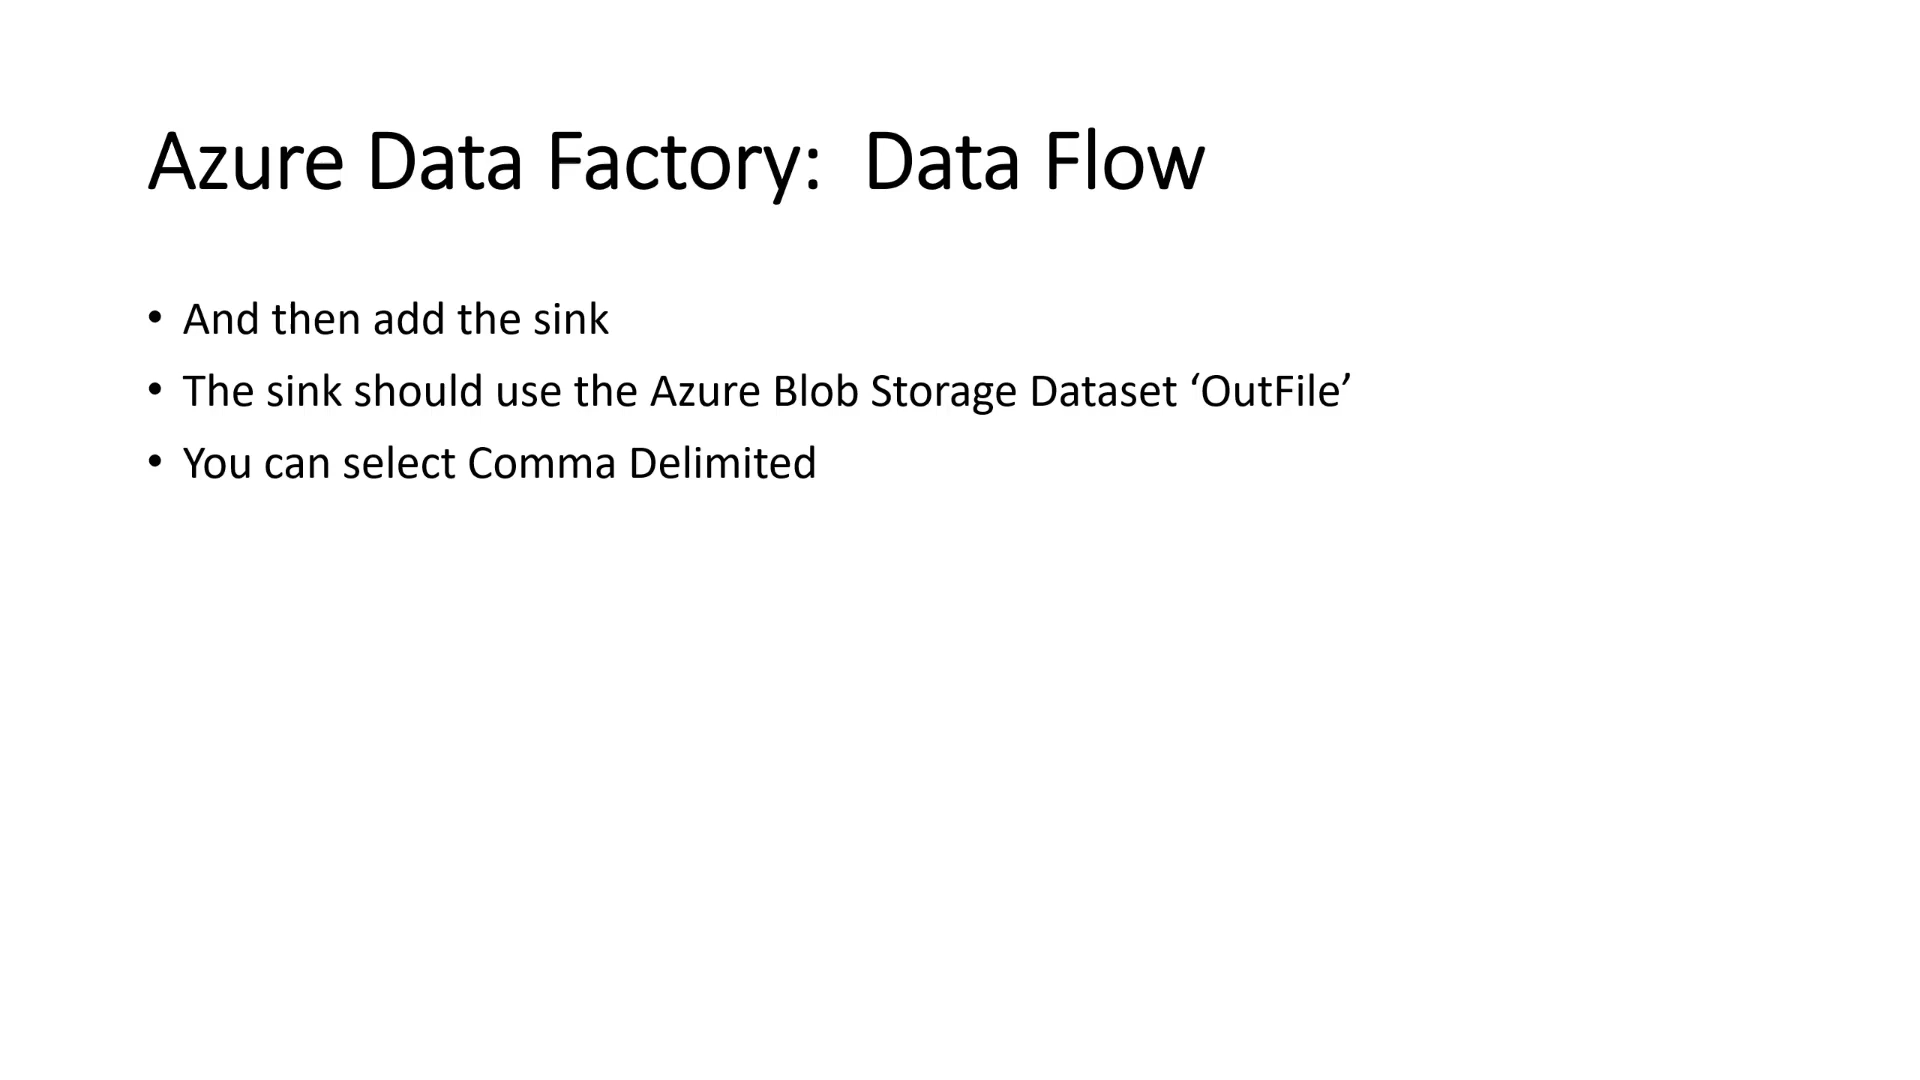 Azure Data Factory:  Data Flow
• And then add the sink
• The sink should use the Azure Blob Storage Dataset ‘OutFile’
• You can select Comma Delimited